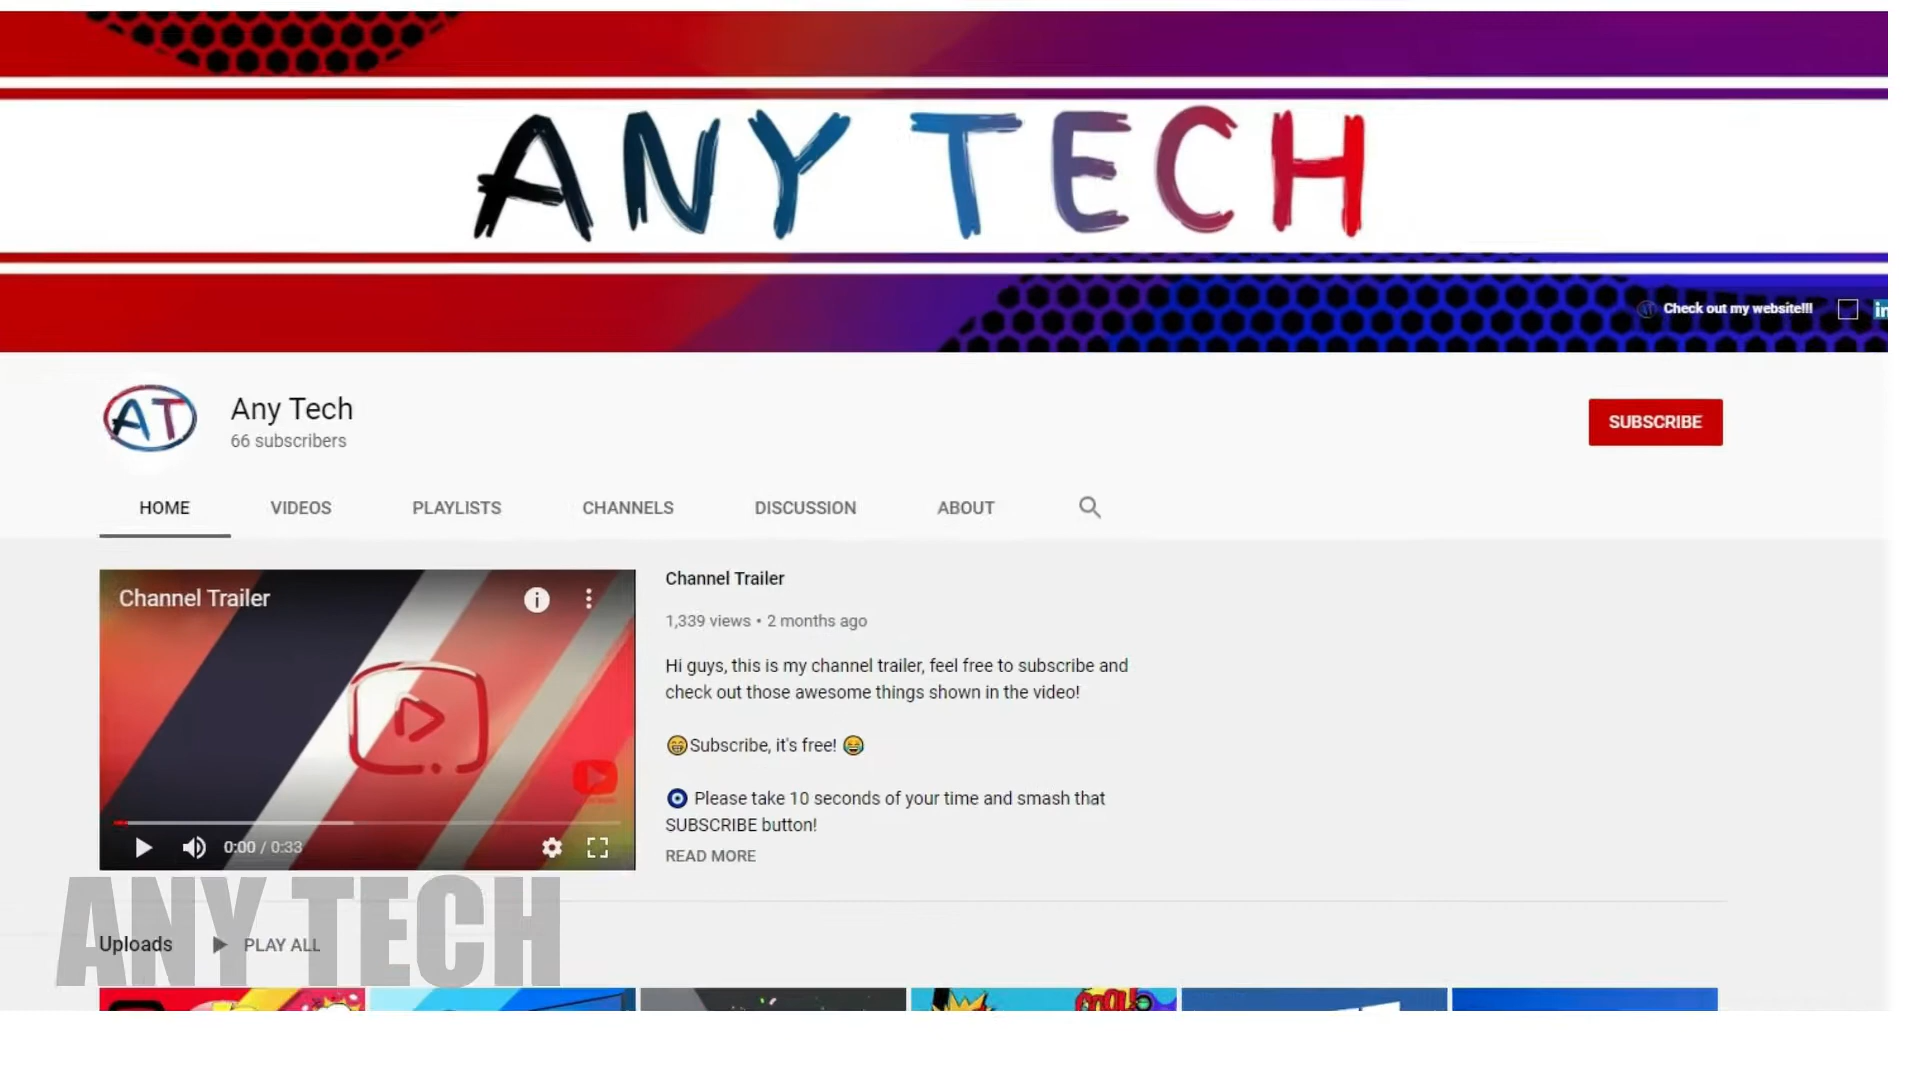 ANY TECH
Check out my website!!!
in
AT
Any Tech
66 subscribers
SUBSCRIBE
HOME
VIDEOS
PLAYLISTS
CHANNELS
DISCUSSION
ABOUT
Channel Trailer
0:00 / 0:33
Channel Trailer
1,339 views • 2 months ago
Hi guys, this is my channel trailer, feel free to subscribe and
check out those awesome things shown in the video!
😁Subscribe, it's free! 😂
🧿 Please take 10 seconds of your time and smash that
SUBSCRIBE button!
READ MORE
ANY TECH
Uploads
PLAY ALL
COOL!